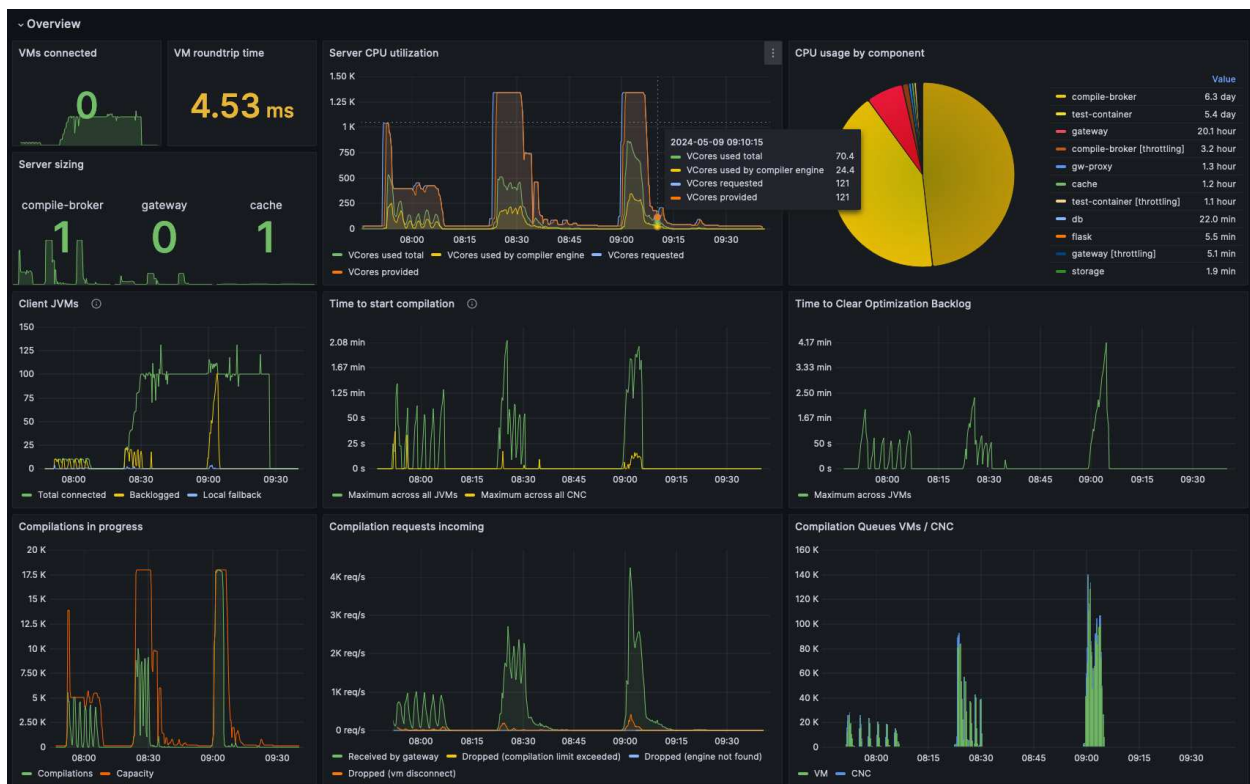 Overview
VMs connected
0
VM roundtrip time
4.53 ms
Server sizing
compile-broker
1
gateway
0
cache
1
Server CPU utilization
1.50 K
1.25 K
1 K
750
500
250
0
08:00 08:15 08:30 08:45 09:00 09:15 09:30
VCores used total VCores used by compiler engine VCores requested
VCores provided
2024-05-09 09:10:15
VCores used total 70.4
VCores used by compiler engine 24.4
VCores requested 121
VCores provided 121
CPU usage by component
Value
compile-broker 6.3 day
test-container 5.4 day
gateway 20.1 hour
compile-broker [throttling] 3.2 hour
gw-proxy 1.3 hour
cache 1.2 hour
test-container [throttling] 1.1 hour
db 22.0 min
flask 5.5 min
gateway [throttling] 5.1 min
storage 1.9 min
Client JVMs
150
125
100
75
50
25
0
08:00 08:30 09:00 09:30
Total connected Backlogged Local fallback
Time to start compilation
2.08 min
1.67 min
1.25 min
50 s
25 s
0 s
08:00 08:15 08:30 08:45 09:00 09:15 09:30
Maximum across all JVMs Maximum across all CNC
Time to Clear Optimization Backlog
4.17 min
3.33 min
2.50 min
1.67 min
50 s
0 s
08:00 08:15 08:30 08:45 09:00 09:15 09:30
Maximum across JVMs
Compilations in progress
20 K
17.5 K
15 K
12.5 K
10 K
7.50 K
5 K
2.50 K
0
08:00 08:30 09:00 09:30
Compilations Capacity
Compilation requests incoming
4K req/s
3K req/s
2K req/s
1K req/s
0 req/s
08:00 08:15 08:30 08:45 09:00 09:15 09:30
Received by gateway Dropped (compilation limit exceeded) Dropped (engine not found)
Dropped (vm disconnect)
Compilation Queues VMs / CNC
160 K
140 K
120 K
100 K
80 K
60 K
40 K
20 K
0
08:00 08:15 08:30 08:45 09:00 09:15 09:30
VM CNC